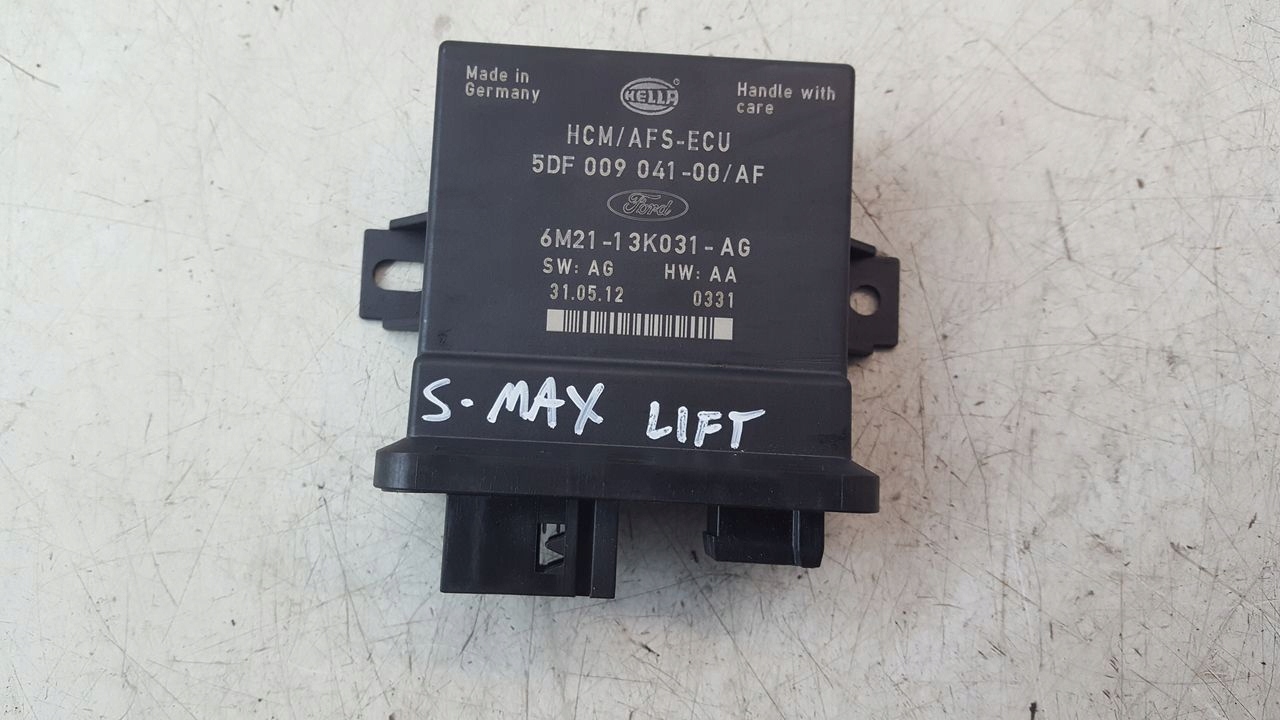 Made in
Germany
HELLA
Handle with
care
HCM/AFS-ECU
5DF 009 041-00/AF
Ford
6M21-13K031-AG
SW: AG HW: AA
31.05.12 0331
S-MAX LIFT